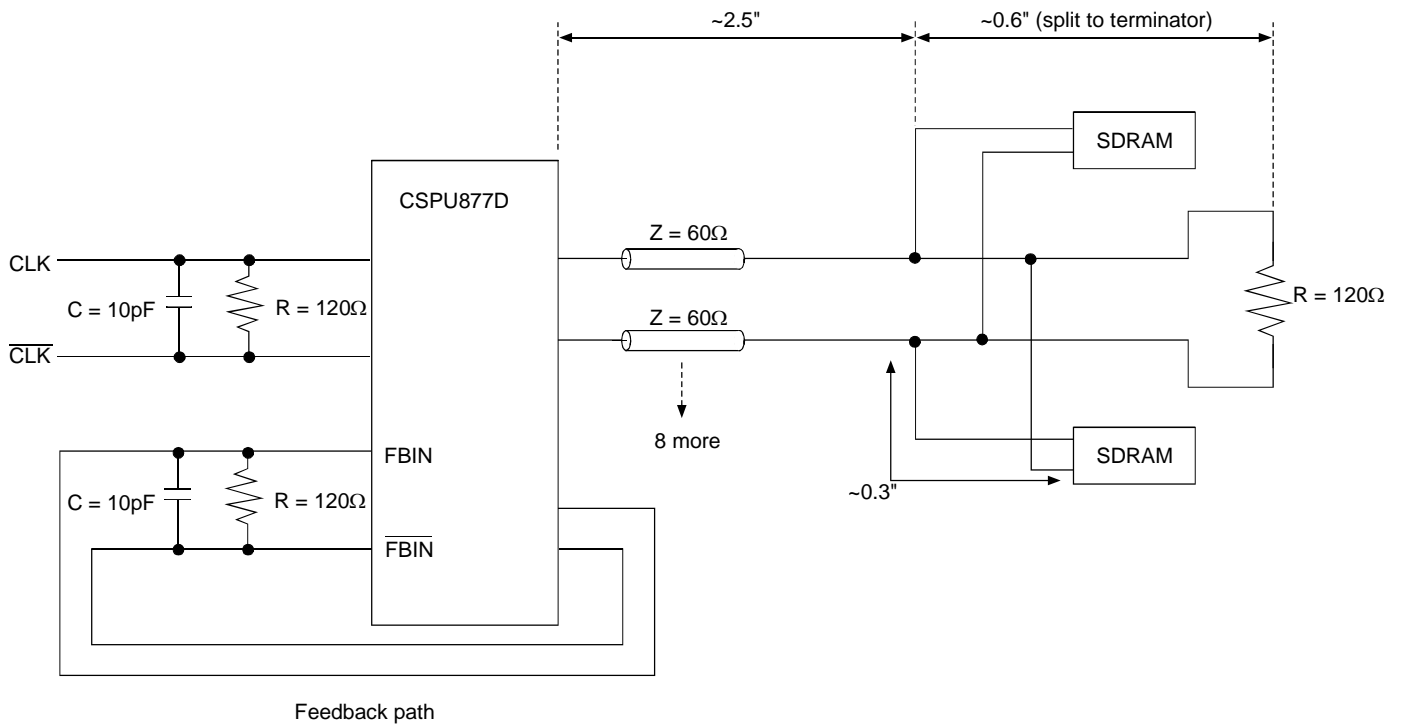 ~2.5"
~0.6" (split to terminator)
SDRAM
CSPU877D
Z = 60Ω
CLK
C = 10pF
R = 120Ω
R = 120Ω
Z = 60Ω
CLK
8 more
FBIN
SDRAM
C = 10pF
R = 120Ω
~0.3"
FBIN
Feedback path